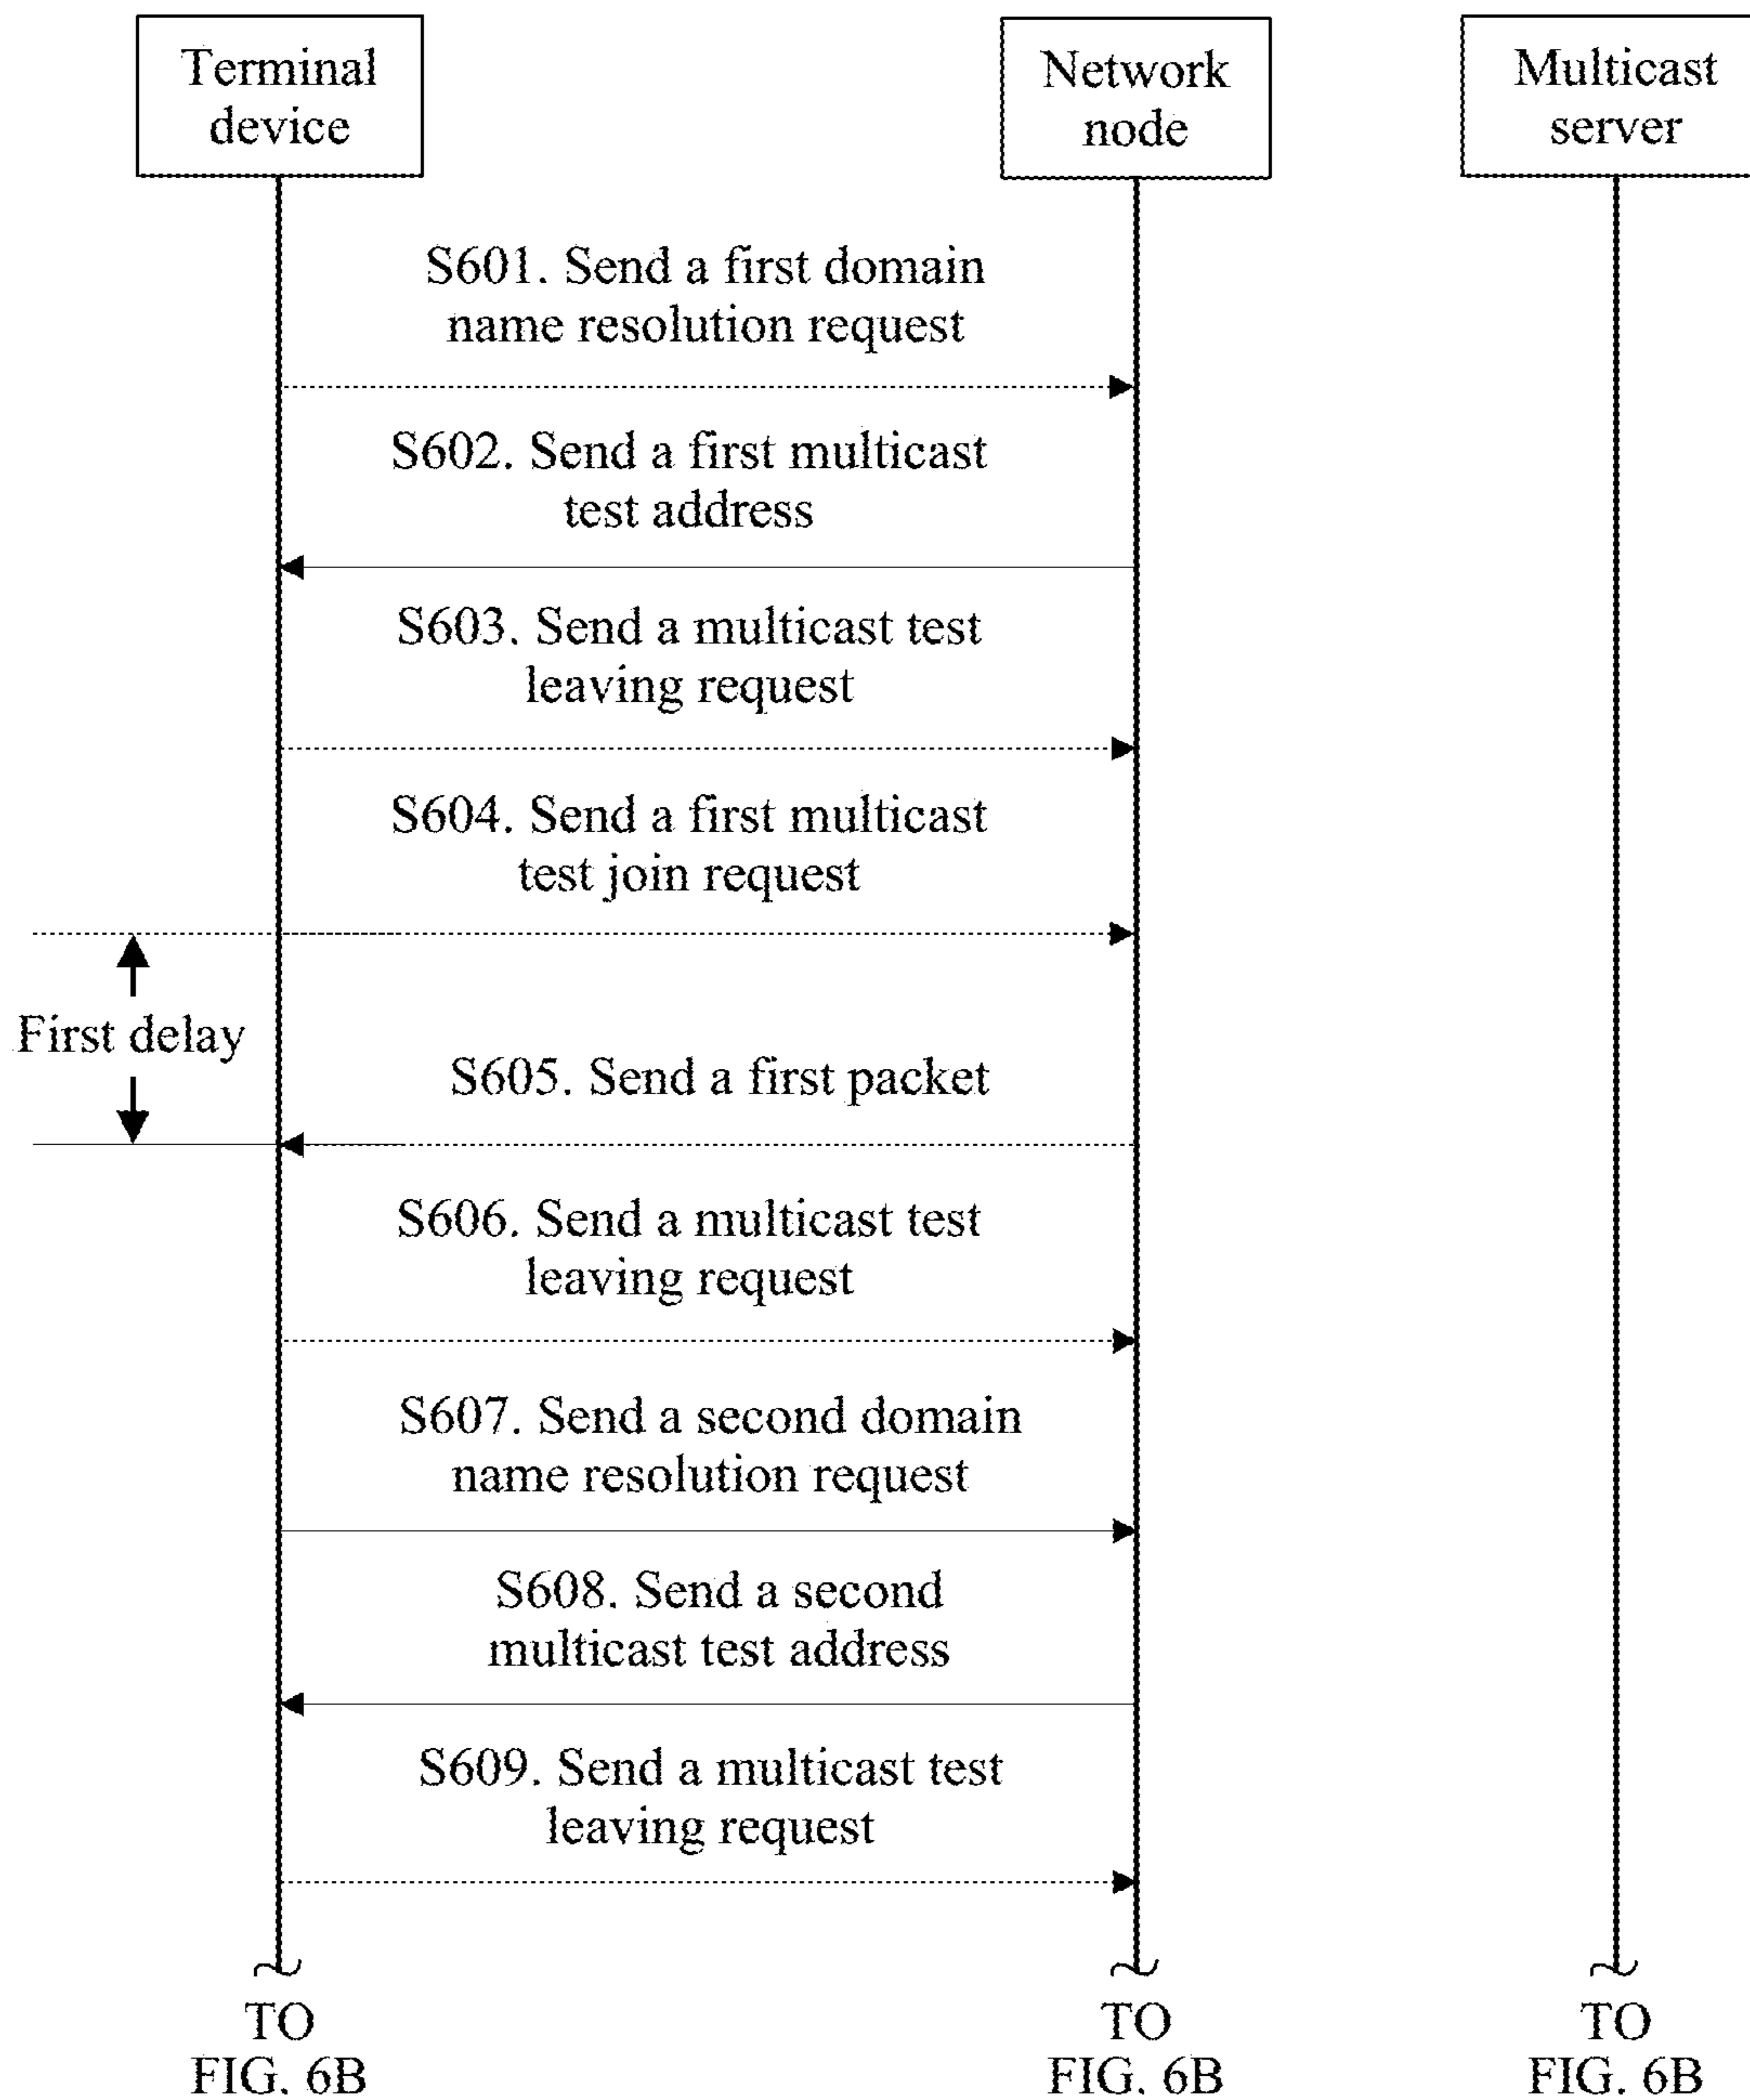 Terminal
device
Network
node
Multicast
server
S601. Send a first domain
name resolution request
S602. Send a first multicast
test address
S603. Send a multicast test
leaving request
S604. Send a first multicast
test join request
First delay
S605. Send a first packet
S606. Send a multicast test
leaving request
S607. Send a second domain
name resolution request
S608. Send a second
multicast test address
S609. Send a multicast test
leaving request
TO
FIG. 6B
TO
FIG. 6B
TO
FIG. 6B